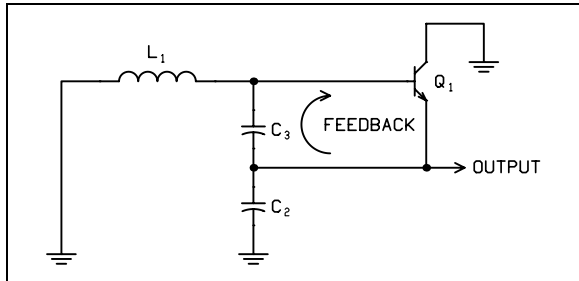 L₁
Q₁
C₃
FEEDBACK
OUTPUT
C₂